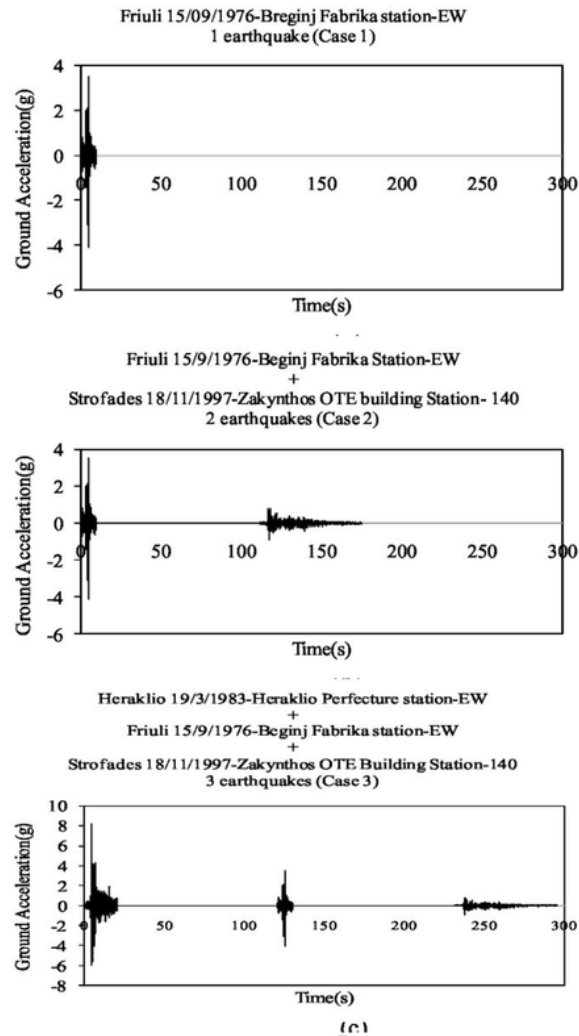 Friuli 15/09/1976-Breginj Fabrika station-EW
1 earthquake (Case 1)
Ground Acceleration(g)
4
2
0
-2
-4
-6
0 50 100 150 200 250 300
Time(s)
Friuli 15/9/1976-Beginj Fabrika Station-EW
+
Strofades 18/11/1997-Zakynthos OTE building Station- 140
2 earthquakes (Case 2)
Ground Acceleration(g)
4
2
0
-2
-4
-6
0 50 100 150 200 250 300
Time(s)
Heraklio 19/3/1983-Heraklio Perfecture station-EW
+
Friuli 15/9/1976-Beginj Fabrika station-EW
+
Strofades 18/11/1997-Zakynthos OTE Building Station-140
3 earthquakes (Case 3)
Ground Acceleration(g)
10
8
6
4
2
0
-2
-4
-6
-8
0 50 100 150 200 250 300
Time(s)
(c)